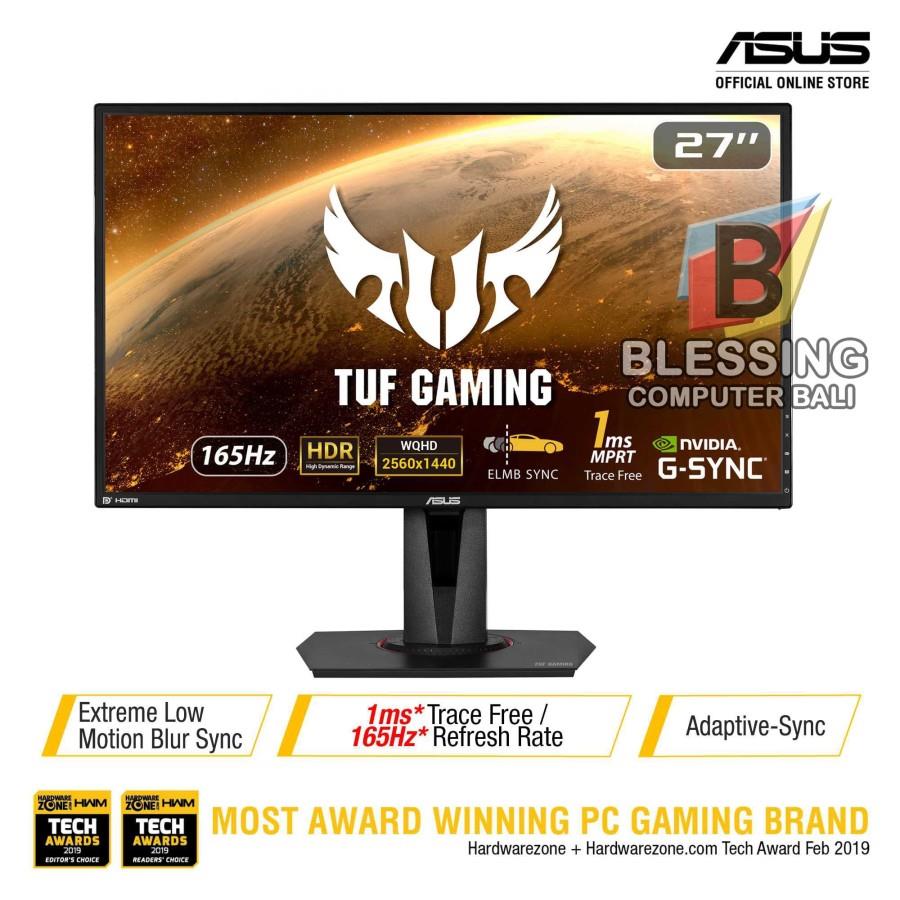 ASUS
OFFICIAL ONLINE STORE
27"
B
BLESSING
COMPUTER BALI
TUF GAMING
165Hz
HDR
High Dynamic Range
WQHD
2560x1440
ELMB SYNC
1ms
MPRT
Trace Free
NVIDIA.
G-SYNC
HDMI
ASUS
TUF GAMING
Extreme Low
Motion Blur Sync
1ms* Trace Free /
165Hz* Refresh Rate
Adaptive-Sync
HARDWARE ZONE HWM
TECH
AWARDS
2019
EDITOR'S CHOICE
HARDWARE ZONE HWM
TECH
AWARDS
2019
READERS' CHOICE
MOST AWARD WINNING PC GAMING BRAND
Hardwarezone + Hardwarezone.com Tech Award Feb 2019